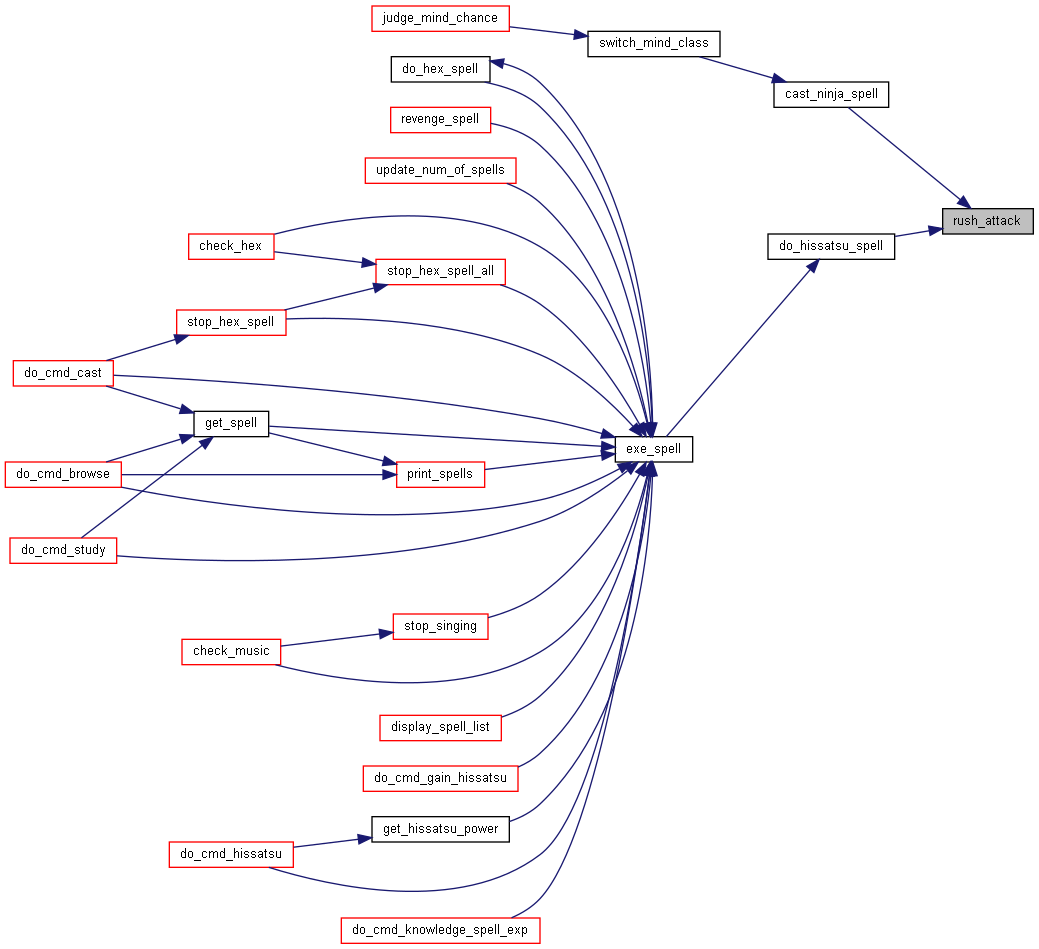 judge_mind_chance
switch_mind_class
do_hex_spell
cast_ninja_spell
revenge_spell
update_num_of_spells
rush_attack
check_hex
do_hissatsu_spell
stop_hex_spell_all
stop_hex_spell
do_cmd_cast
get_spell
exe_spell
do_cmd_browse
print_spells
do_cmd_study
stop_singing
check_music
display_spell_list
do_cmd_gain_hissatsu
get_hissatsu_power
do_cmd_hissatsu
do_cmd_knowledge_spell_exp